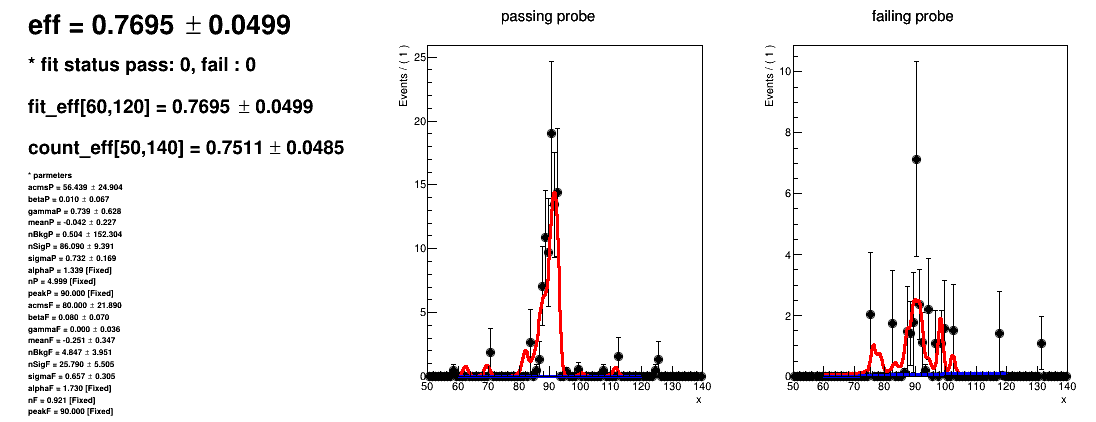 eff = 0.7695 ± 0.0499
* fit status pass: 0, fail : 0
fit_eff[60,120] = 0.7695 ± 0.0499
count_eff[50,140] = 0.7511 ± 0.0485
* parmeters
acmsP = 56.439 ± 24.904
betaP = 0.010 ± 0.067
gammaP = 0.739 ± 0.628
meanP = -0.042 ± 0.227
nBkgP = 0.504 ± 152.304
nSigP = 86.090 ± 9.391
sigmaP = 0.732 ± 0.169
alphaP = 1.339 [Fixed]
nP = 4.999 [Fixed]
peakP = 90.000 [Fixed]
acmsF = 80.000 ± 21.890
betaF = 0.080 ± 0.070
gammaF = 0.000 ± 0.036
meanF = -0.251 ± 0.347
nBkgF = 4.847 ± 3.951
nSigF = 25.790 ± 5.505
sigmaF = 0.657 ± 0.305
alphaF = 1.730 [Fixed]
nF = 0.921 [Fixed]
peakF = 90.000 [Fixed]
passing probe
Events / ( 1 )
25
20
15
10
5
0
50 60 70 80 90 100 110 120 130 140
x
failing probe
Events / ( 1 )
10
8
6
4
2
0
50 60 70 80 90 100 110 120 130 140
x